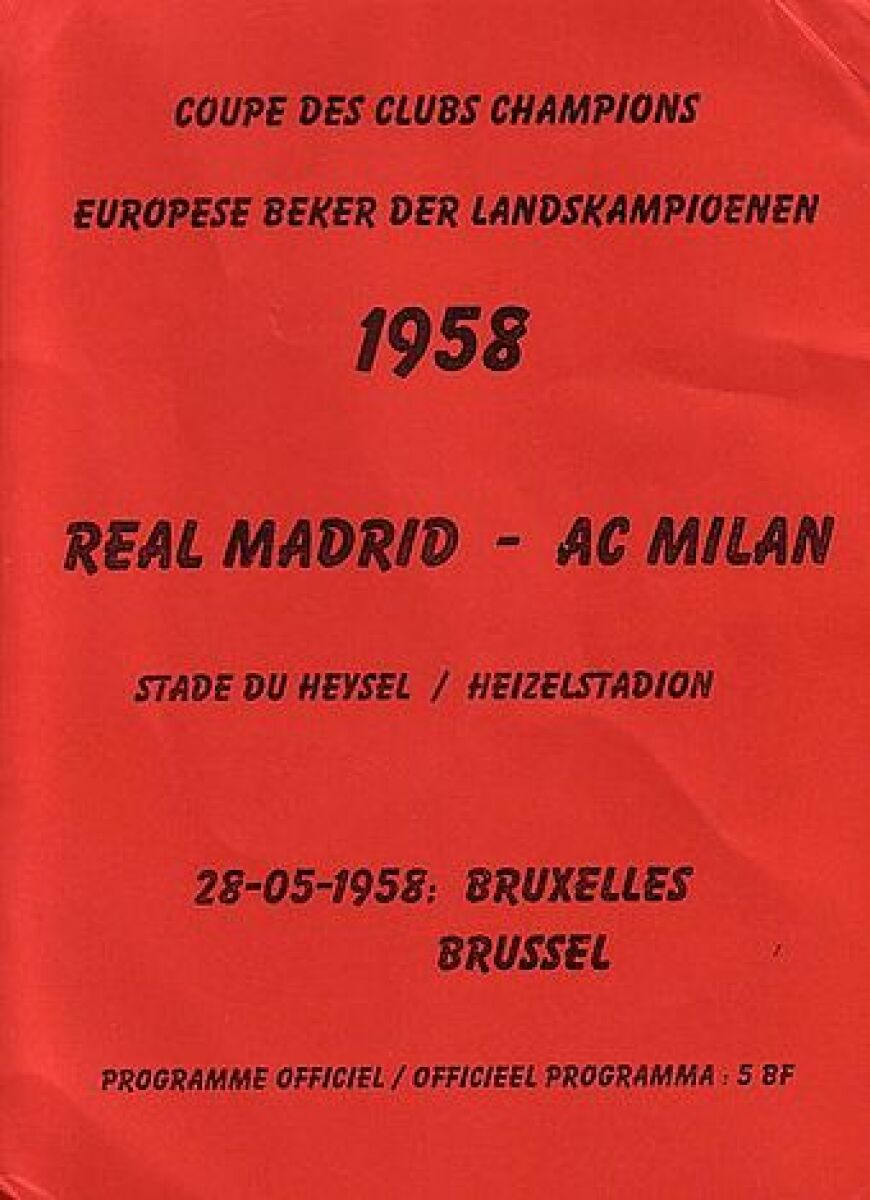 COUPE DES CLUBS CHAMPIONS
EUROPESE BEKER DER LANDSKAMPIOENEN
1958
REAL MADRID - AC MILAN
STADE DU HEYSEL / HEIZELSTADION
28-05-1958: BRUXELLES
BRUSSEL
PROGRAMME OFFICIEL / OFFICIEEL PROGRAMMA : 5 BF